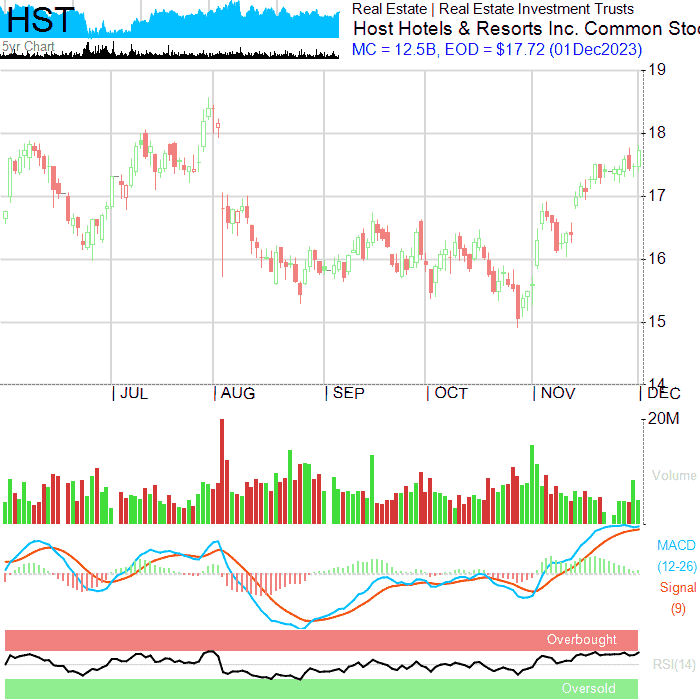 HST
5yr Chart
Real Estate | Real Estate Investment Trusts
Host Hotels & Resorts Inc. Common Stoc
MC = 12.5B, EOD = $17.72 (01Dec2023)
19
18
17
16
15
14
JUL AUG SEP OCT NOV DEC
20M
Volume
MACD
(12-26)
Signal
(9)
Overbought
RSI(14)
Oversold